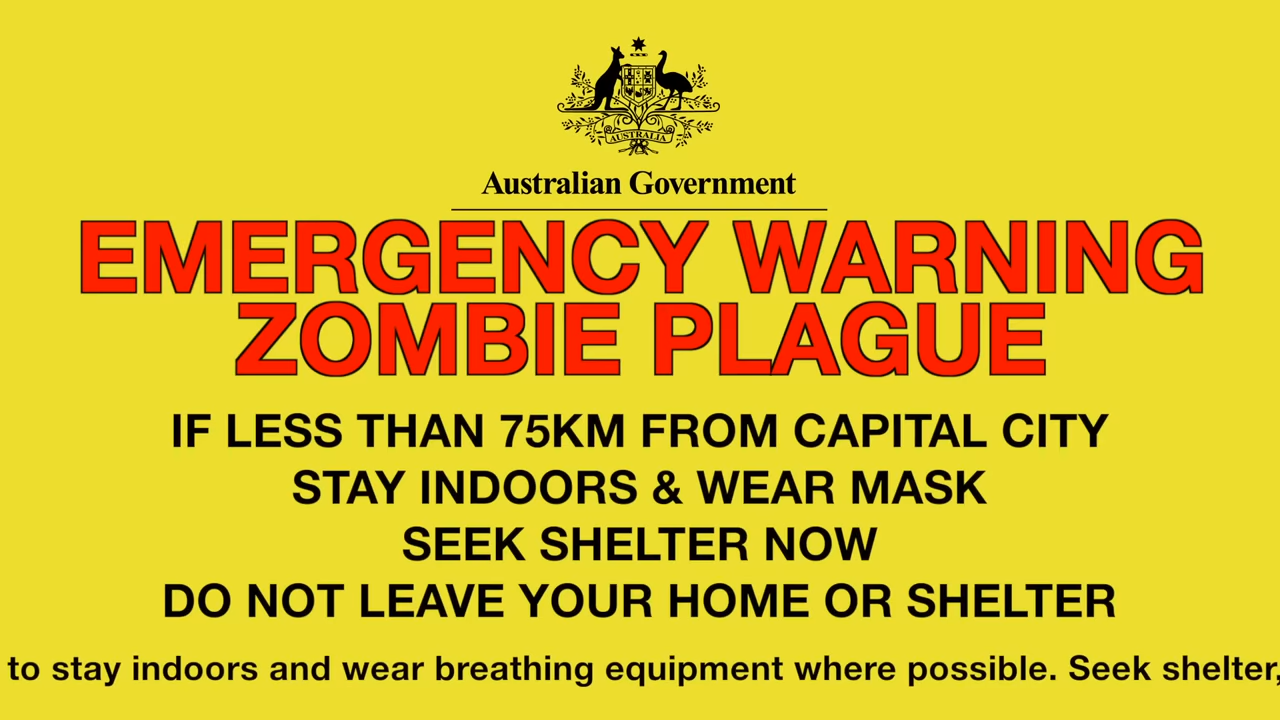 AUSTRALIA
Australian Government
EMERGENCY WARNING
ZOMBIE PLAGUE
IF LESS THAN 75KM FROM CAPITAL CITY
STAY INDOORS & WEAR MASK
SEEK SHELTER NOW
DO NOT LEAVE YOUR HOME OR SHELTER
to stay indoors and wear breathing equipment where possible. Seek shelter,